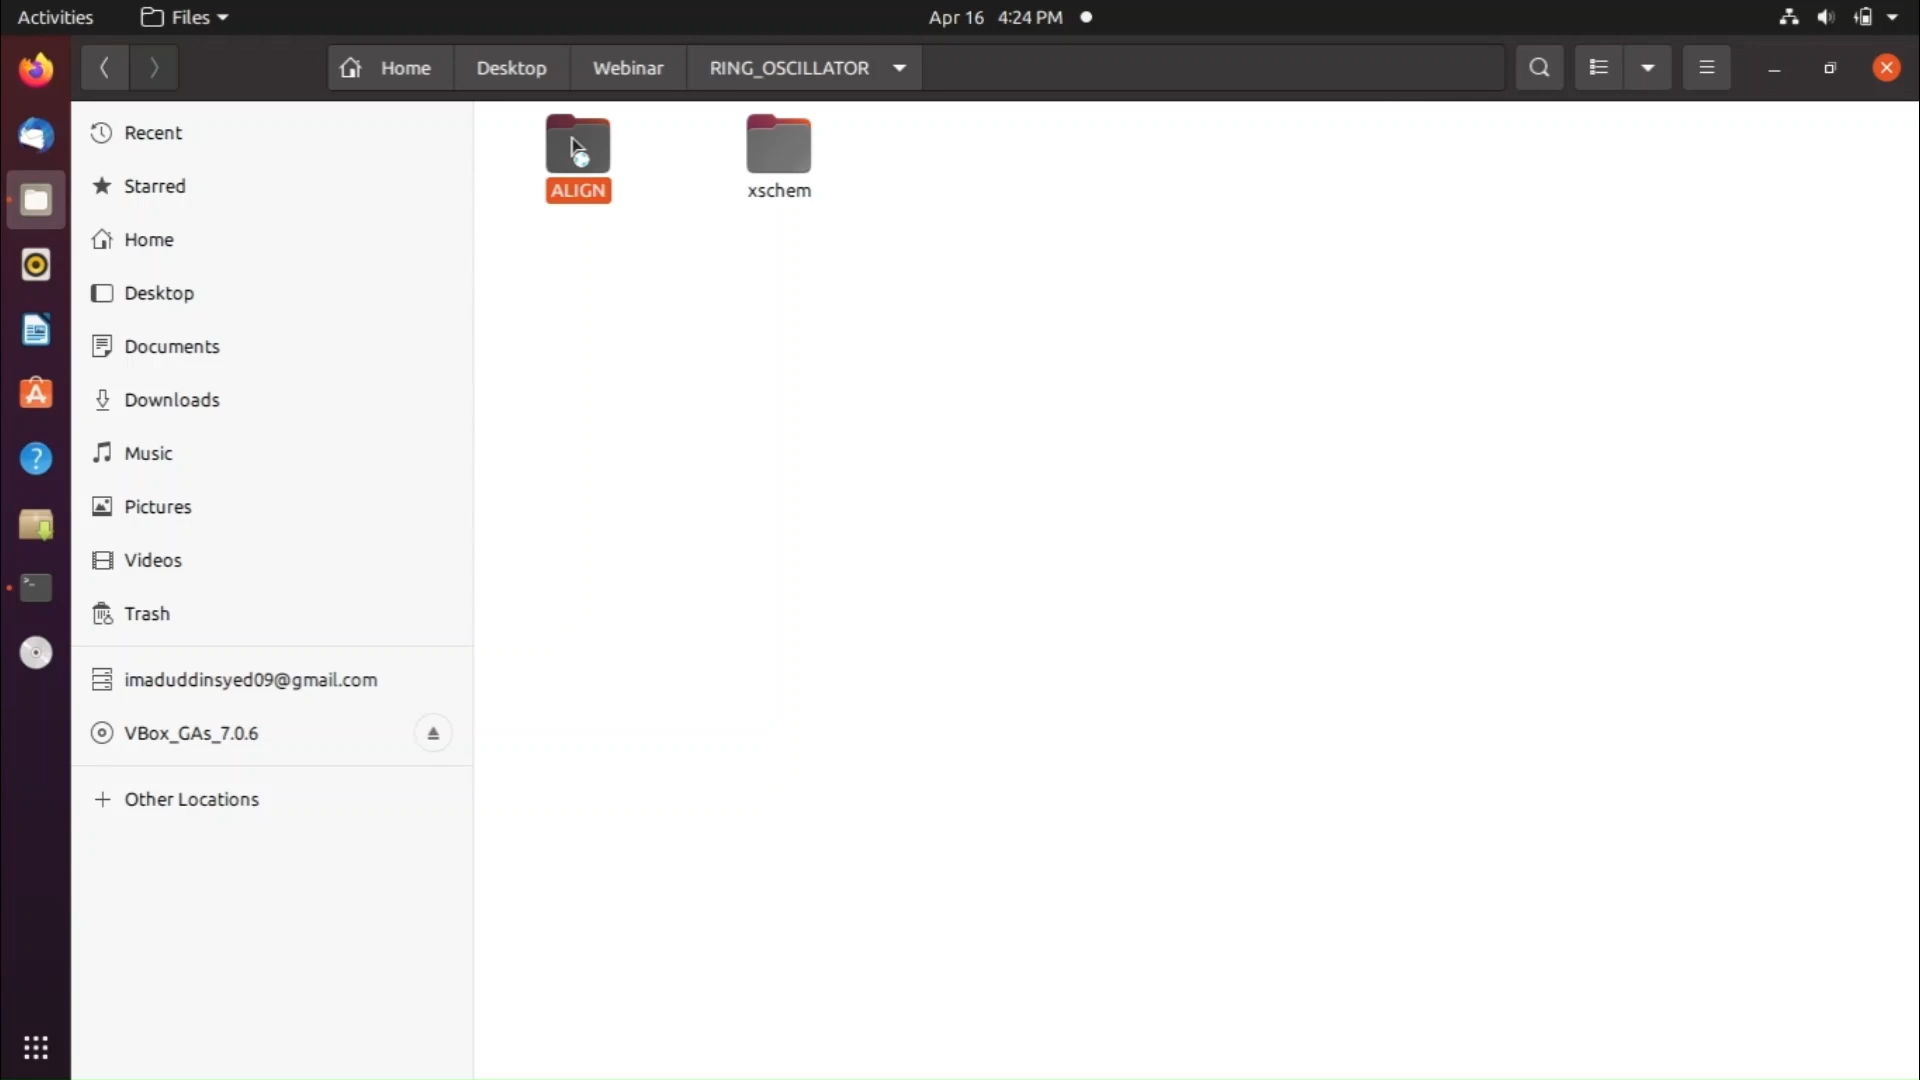 Activities
Files
Apr 16 4:24 PM
Home
Desktop
Webinar
RING_OSCILLATOR
Recent
Starred
Home
Desktop
Documents
Downloads
Music
Pictures
Videos
Trash
imaduddinsyed09@gmail.com
VBox_GAs_7.0.6
Other Locations
ALIGN
xschem